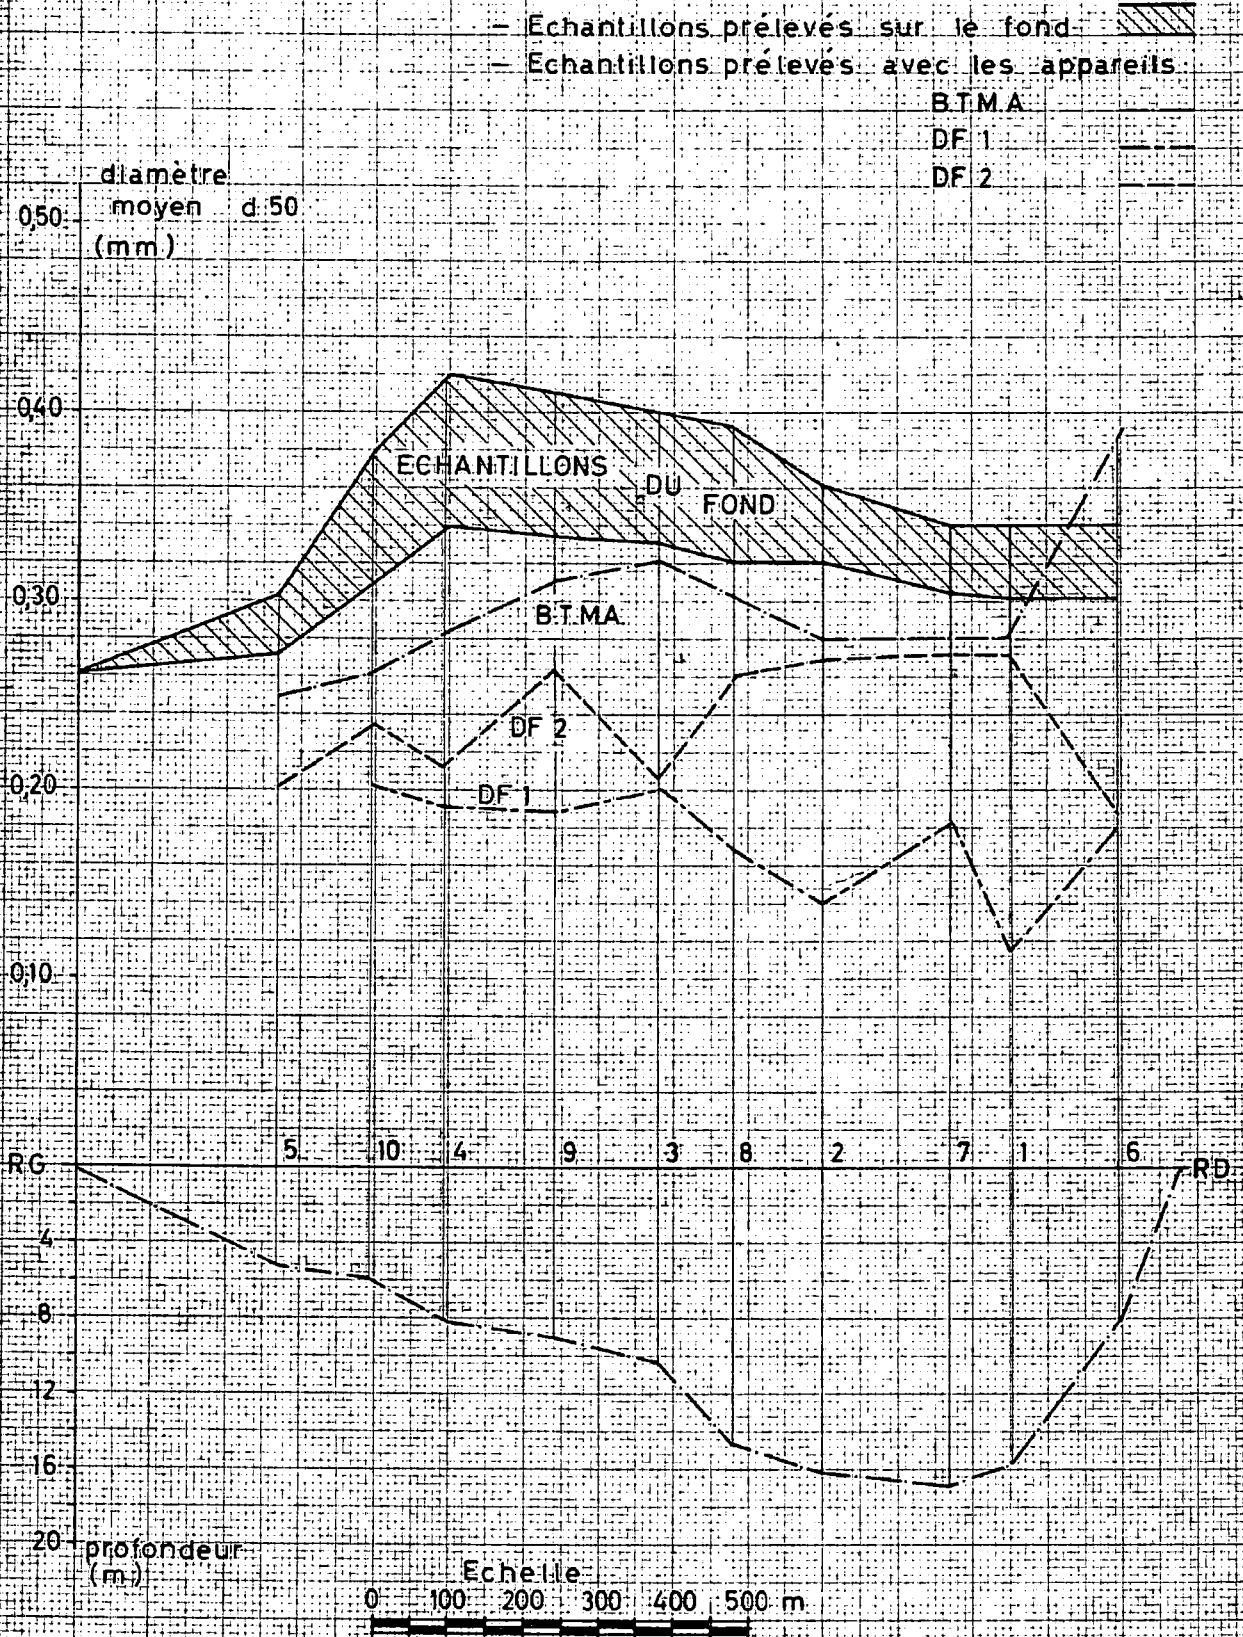 – Echantillons prélevés sur le fond
– Echantillons prélevés avec les appareils
B.T.M.A
DF 1
DF 2
diamètre
moyen d 50
(mm)
0,50
0,40
0,30
0,20
0,10
ECHANTILLONS DU FOND
B.T.M.A.
DF 2
DF 1
RG 5 10 4 9 3 8 2 7 1 6 RD
4
8
12
16
20
profondeur
(m)
Echelle
0 100 200 300 400 500 m